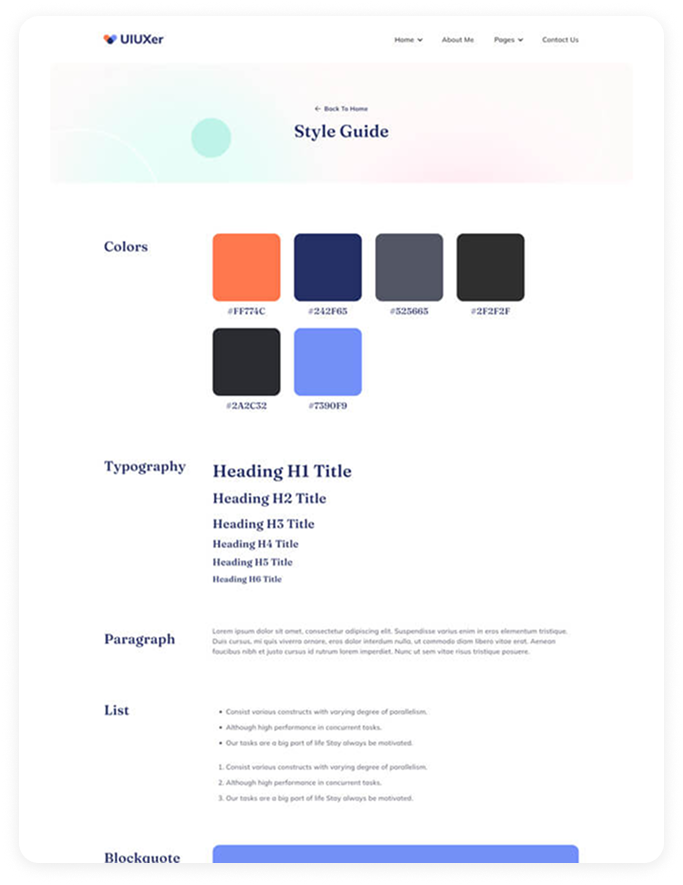 UIUXer
Home
About Me
Pages
Contact Us
← Back To Home
Style Guide
Colors
#FF774C
#242F65
#525665
#2F2F2F
#2A2C32
#7390F9
Typography
Heading H1 Title
Heading H2 Title
Heading H3 Title
Heading H4 Title
Heading H5 Title
Heading H6 Title
Paragraph
Lorem ipsum dolor sit amet, consectetur adipiscing elit. Suspendisse varius enim in eros elementum tristique.
Duis cursus, mi quis viverra ornare, eros dolor interdum nulla, ut commodo diam libero vitae erat. Aenean
faucibus nibh et justo cursus id rutrum lorem imperdiet. Nunc ut sem vitae risus tristique posuere.
List
• Consist various constructs with varying degree of parallelism.
• Although high performance in concurrent tasks.
• Our tasks are a big part of life Stay always be motivated.
1. Consist various constructs with varying degree of parallelism.
2. Although high performance in concurrent tasks.
3. Our tasks are a big part of life Stay always be motivated.
Blockquote